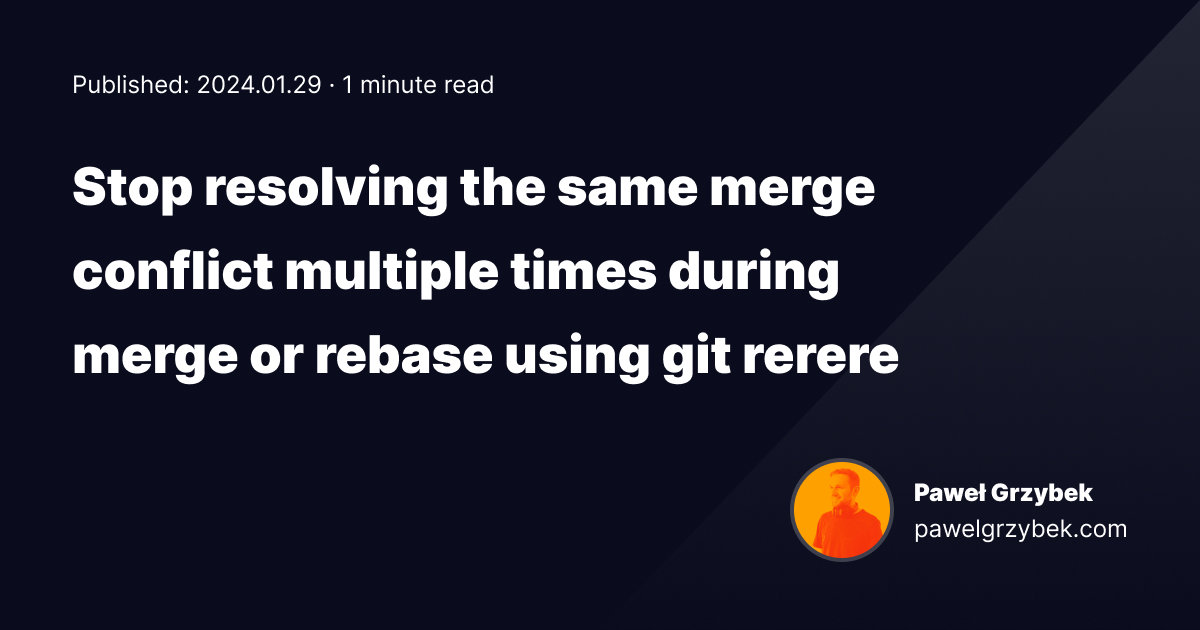 Published: 2024.01.29 · 1 minute read
Stop resolving the same merge
conflict multiple times during
merge or rebase using git rerere
Paweł Grzybek
pawelgrzybek.com